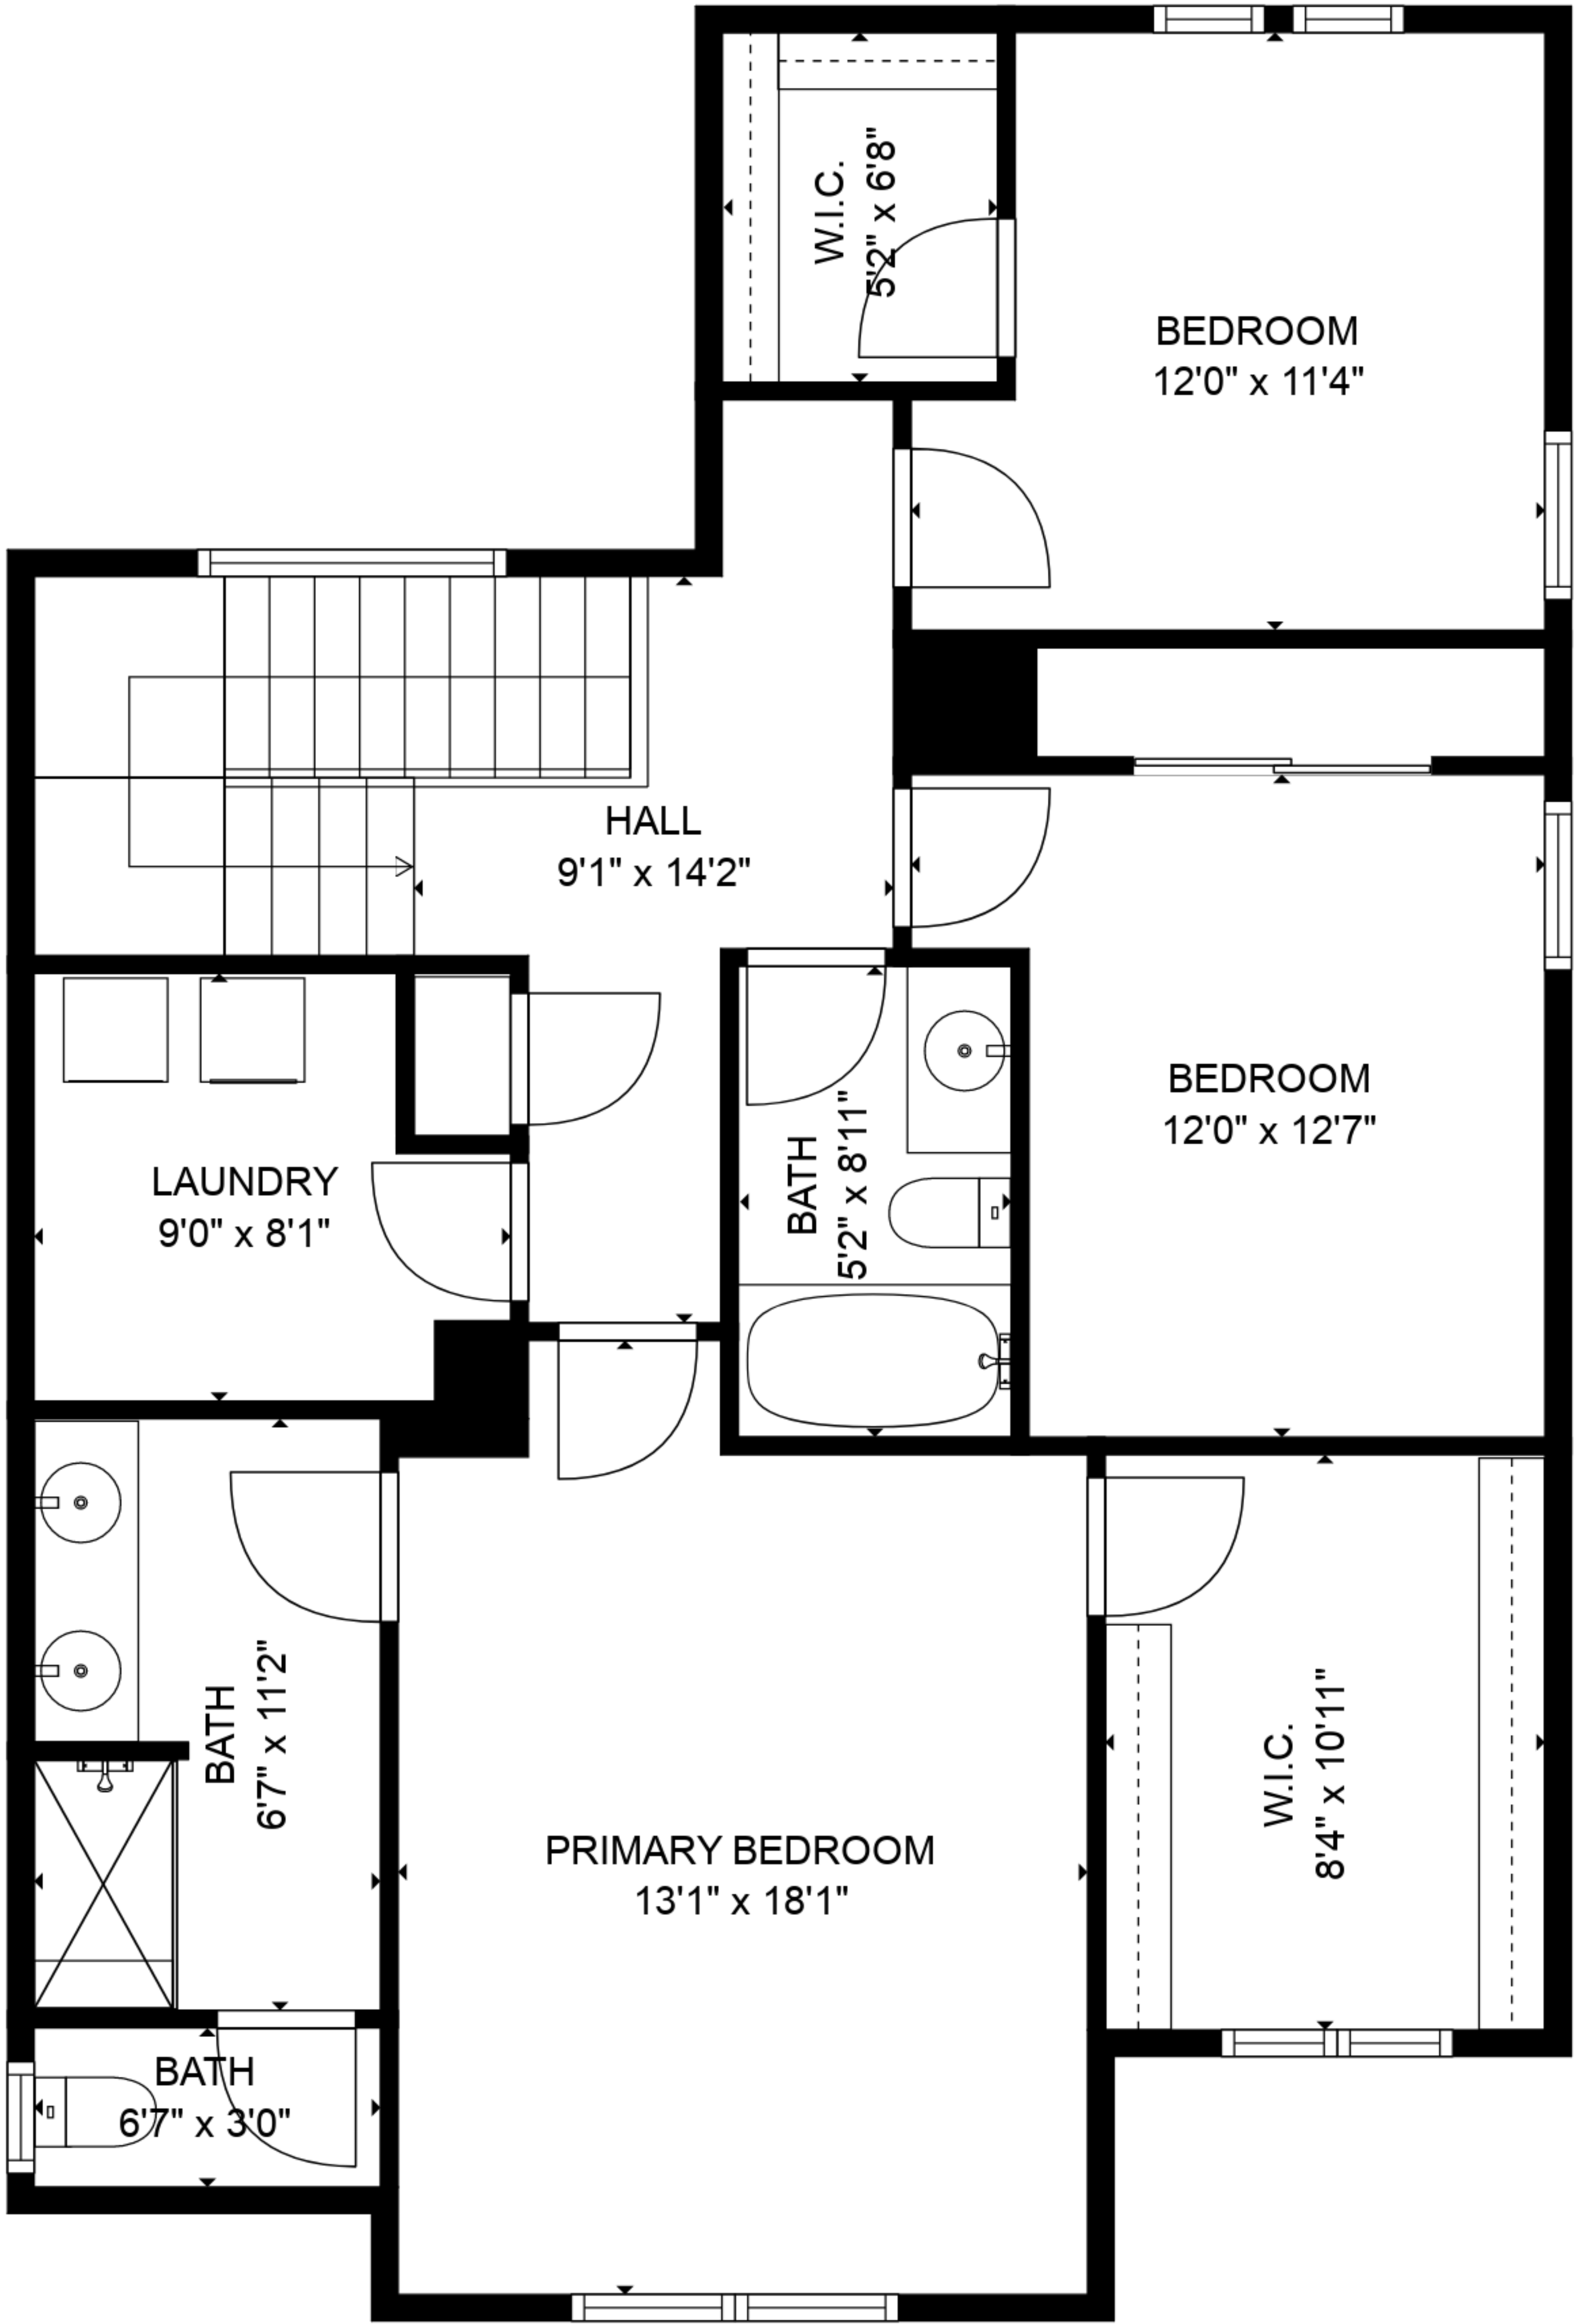 W.I.C.
5'2" x 6'8"
BEDROOM
12'0" x 11'4"
HALL
9'1" x 14'2"
BEDROOM
12'0" x 12'7"
LAUNDRY
9'0" x 8'1"
BATH
5'2" x 8'11"
BATH
6'7" x 11'2"
PRIMARY BEDROOM
13'1" x 18'1"
W.I.C.
8'4" x 10'11"
BATH
6'7" x 3'0"